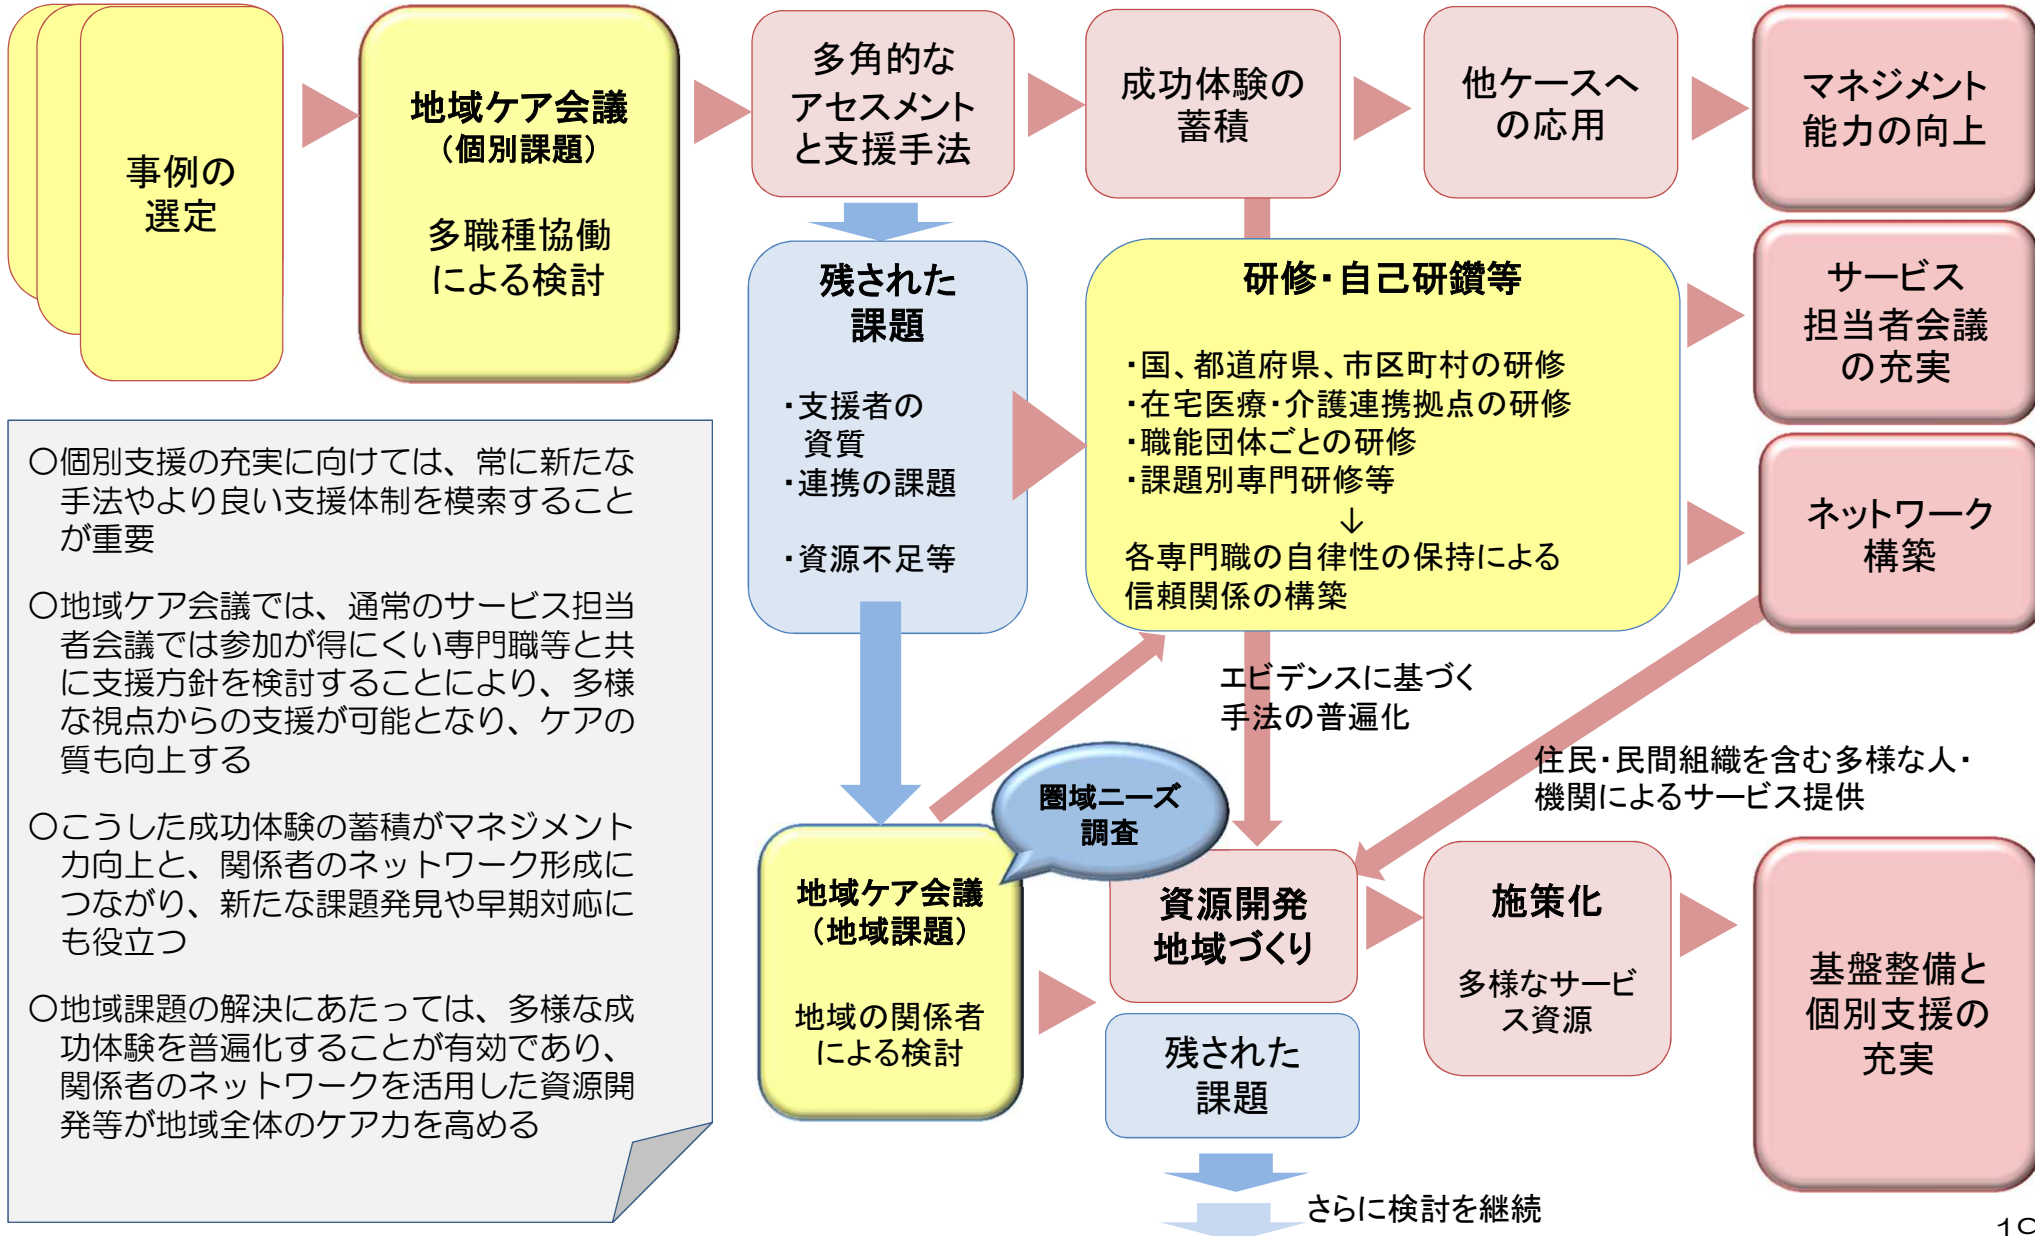 事例の
選定
地域ケア会議
（個別課題）
多職種協働
による検討
多角的な
アセスメント
と支援手法
成功体験の
蓄積
他ケースへ
の応用
マネジメント
能力の向上
残された
課題
・支援者の
資質
・連携の課題
・資源不足等
研修・自己研鑽等
・国、都道府県、市区町村の研修
・在宅医療・介護連携拠点の研修
・職能団体ごとの研修
・課題別専門研修等
↓
各専門職の自律性の保持による
信頼関係の構築
サービス
担当者会議
の充実
ネットワーク
構築
〇個別支援の充実に向けては、常に新たな
手法やより良い支援体制を模索すること
が重要
〇地域ケア会議では、通常のサービス担当
者会議では参加が得にくい専門職等と共
に支援方針を検討することにより、多様
な視点からの支援が可能となり、ケアの
質も向上する
〇こうした成功体験の蓄積がマネジメント
力向上と、関係者のネットワーク形成に
つながり、新たな課題発見や早期対応に
も役立つ
〇地域課題の解決にあたっては、多様な成
功体験を普遍化することが有効であり、
関係者のネットワークを活用した資源開
発等が地域全体のケア力を高める
エビデンスに基づく
手法の普遍化
住民・民間組織を含む多様な人・
機関によるサービス提供
圏域ニーズ
調査
地域ケア会議
（地域課題）
地域の関係者
による検討
資源開発
地域づくり
残された
課題
施策化
多様なサービ
ス資源
基盤整備と
個別支援の
充実
さらに検討を継続